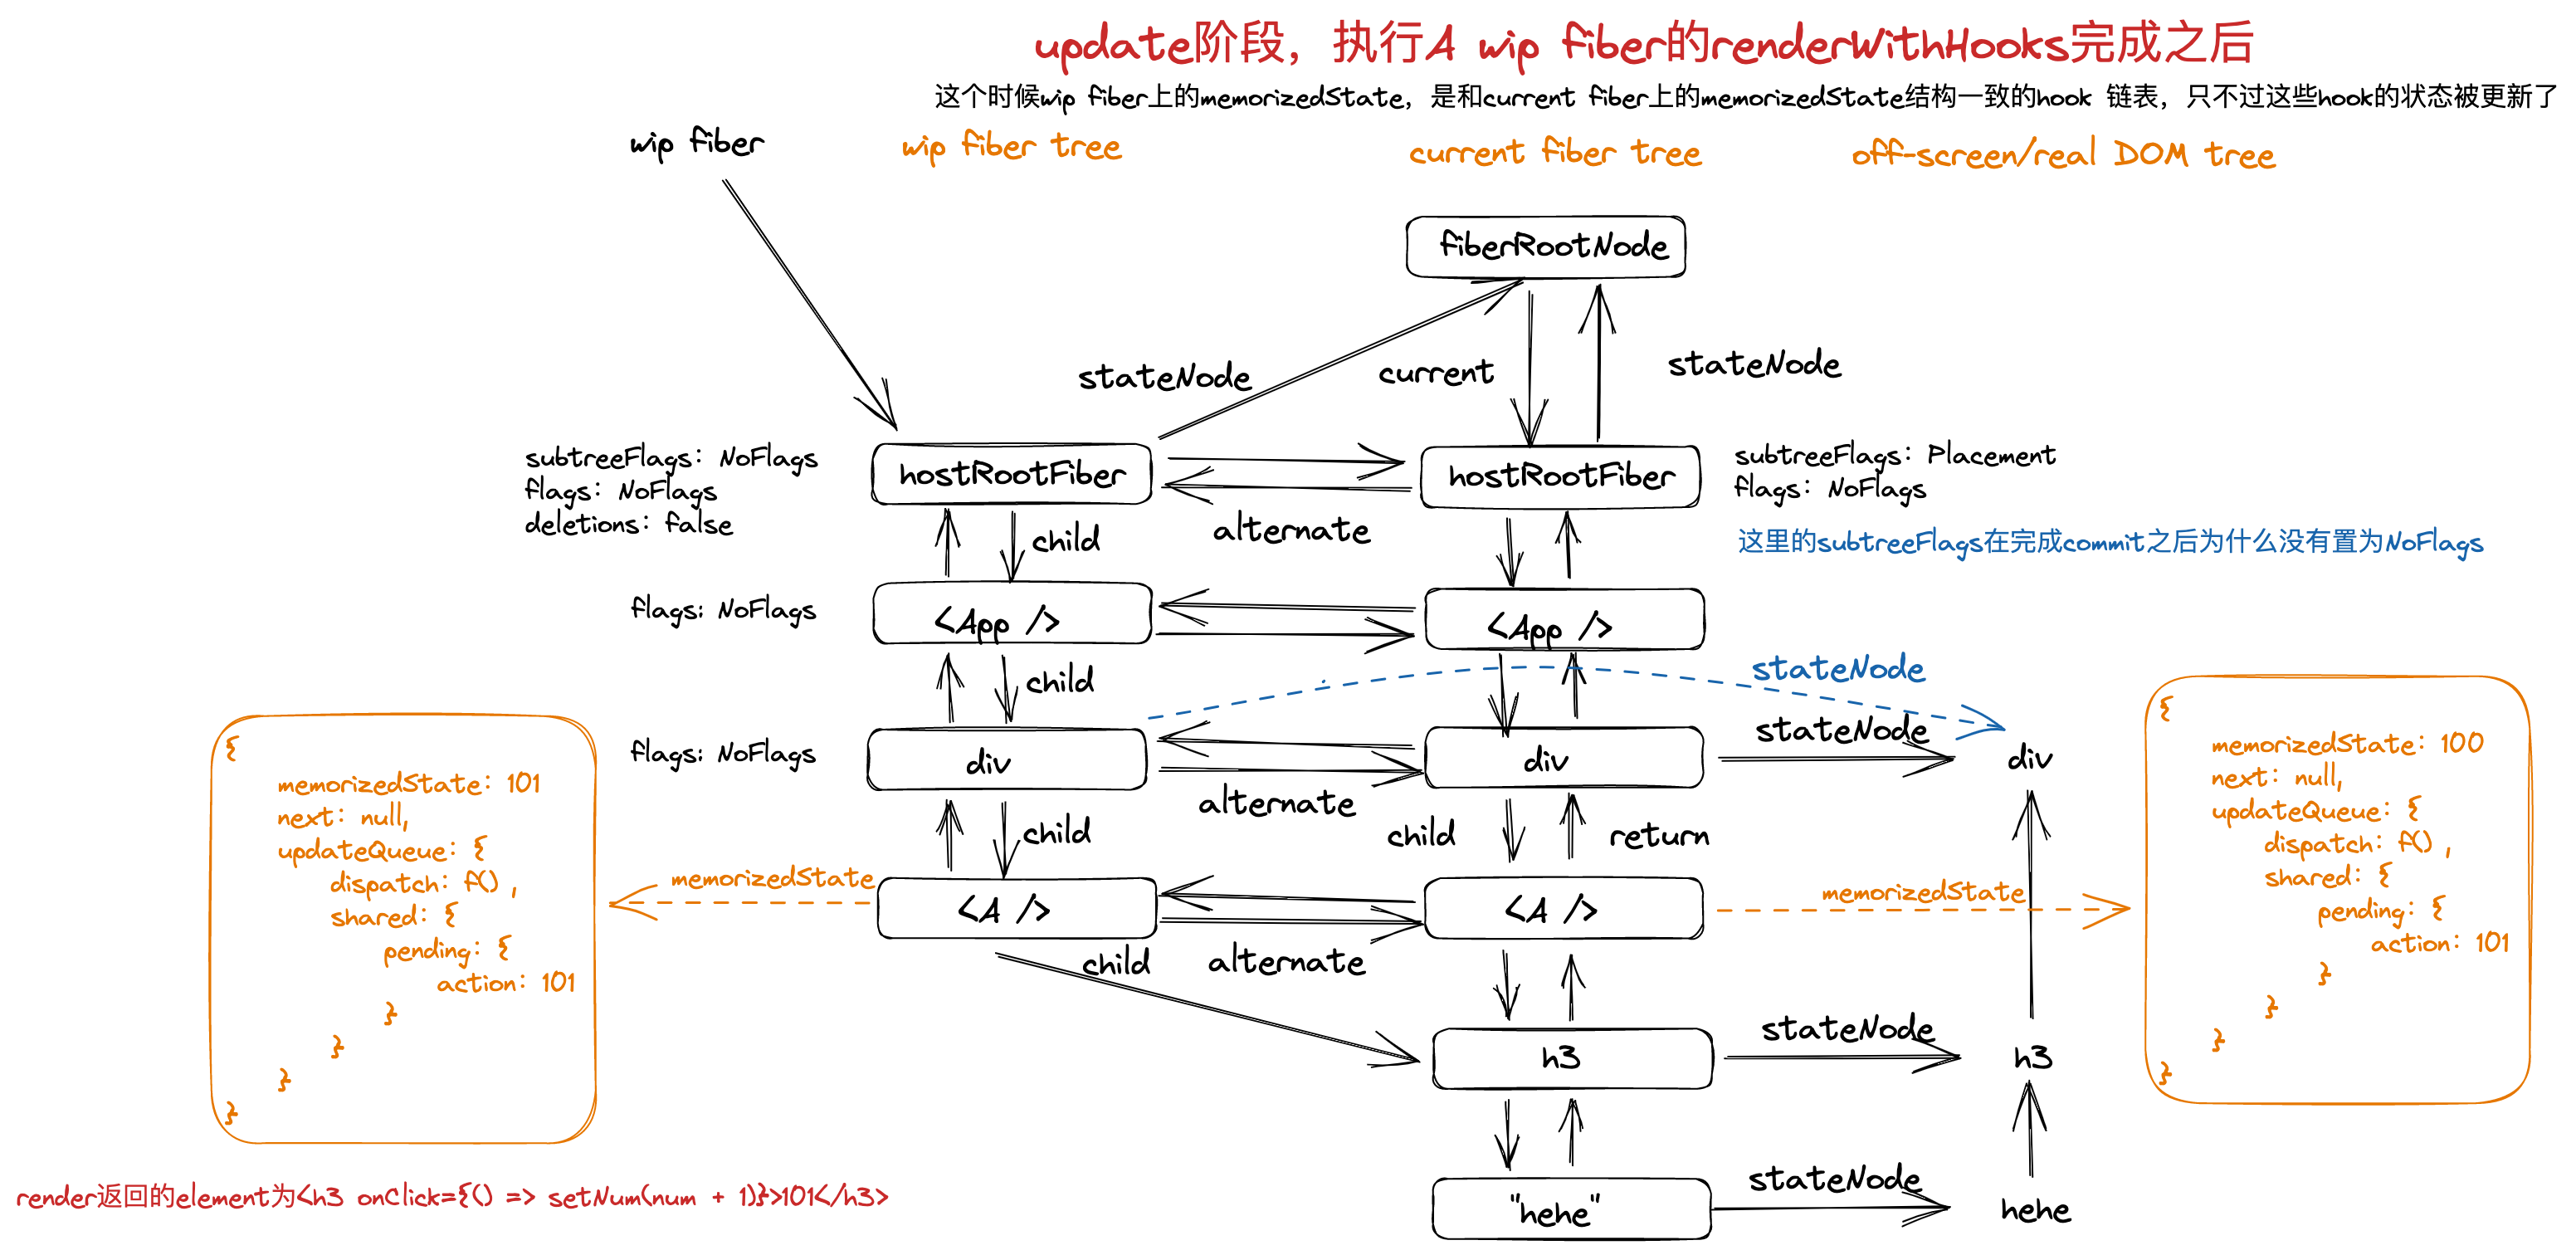 update阶段，执行A wip fiber的renderWithHooks完成之后
这个时候wip fiber上的memorizedState，是和current fiber上的memorizedState结构一致的hook 链表，只不过这些hook的状态被更新了
wip fiber
wip fiber tree
current fiber tree
off-screen/real DOM tree
fiberRootNode
stateNode
current
stateNode
subtreeFlags: NoFlags
flags: NoFlags
deletions: false
hostRootFiber
hostRootFiber
subtreeFlags: Placement
flags: NoFlags
child
alternate
这里的subtreeFlags在完成commit之后为什么没有置为NoFlags
flags: NoFlags
<App />
<App />
child
stateNode
flags: NoFlags
div
div
stateNode
div
child
alternate
child
return
{
memorizedState: 101
next: null,
updateQueue: {
dispatch: f() ,
shared: {
pending: {
action: 101
}
}
}
}
memorizedState
<A />
<A />
memorizedState
{
memorizedState: 100
next: null,
updateQueue: {
dispatch: f() ,
shared: {
pending: {
action: 101
}
}
}
}
child
alternate
h3
stateNode
h3
render返回的element为<h3 onClick={() => setNum(num + 1)}>101</h3>
"hehe"
stateNode
hehe